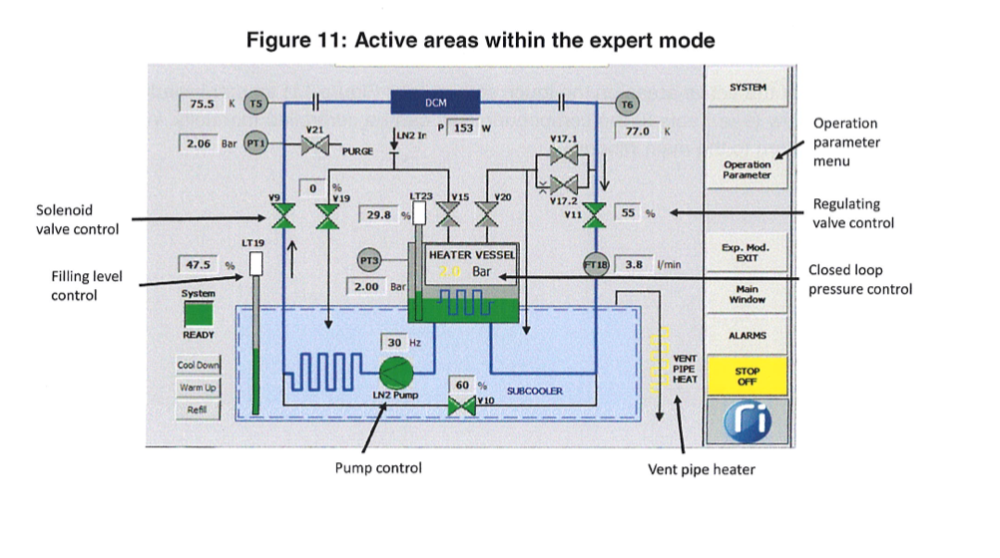 Figure 11: Active areas within the expert mode
SYSTEM
75.5 K T5
DCM
T6
P 153 W
77.0 K
2.06 Bar PT1
V21
PURGE
LN2 In
V17.1
V17.2
Operation
Parameter
Operation
parameter
menu
0 %
V9
V19
LT23
29.8 %
V15
V20
V11
55 %
Solenoid
valve control
Regulating
valve control
LT19
47.5 %
PT3
2.00 Bar
HEATER VESSEL
2.0 Bar
FT18
3.8 l/min
Exp. Mod.
EXIT
Filling level
control
Closed loop
pressure control
System
READY
Main
Window
ALARMS
30 Hz
LN2 Pump
Cool Down
Warm Up
Refill
60 %
V10
SUBCOOLER
VENT
PIPE
HEAT
STOP
OFF
ri
Pump control
Vent pipe heater